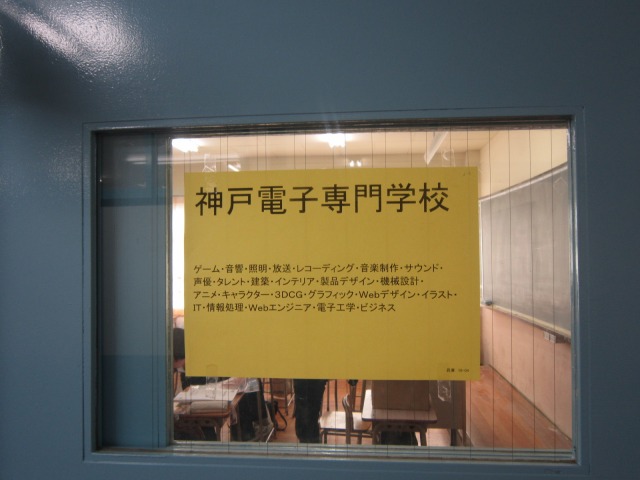 神戸電子専門学校
ゲーム・音響・照明・放送・レコーディング・音楽制作・サウンド・
声優・タレント・建築・インテリア・製品デザイン・機械設計・
アニメ・キャラクター・3DCG・グラフィック・Webデザイン・イラスト・
IT・情報処理・Webエンジニア・電子工学・ビジネス